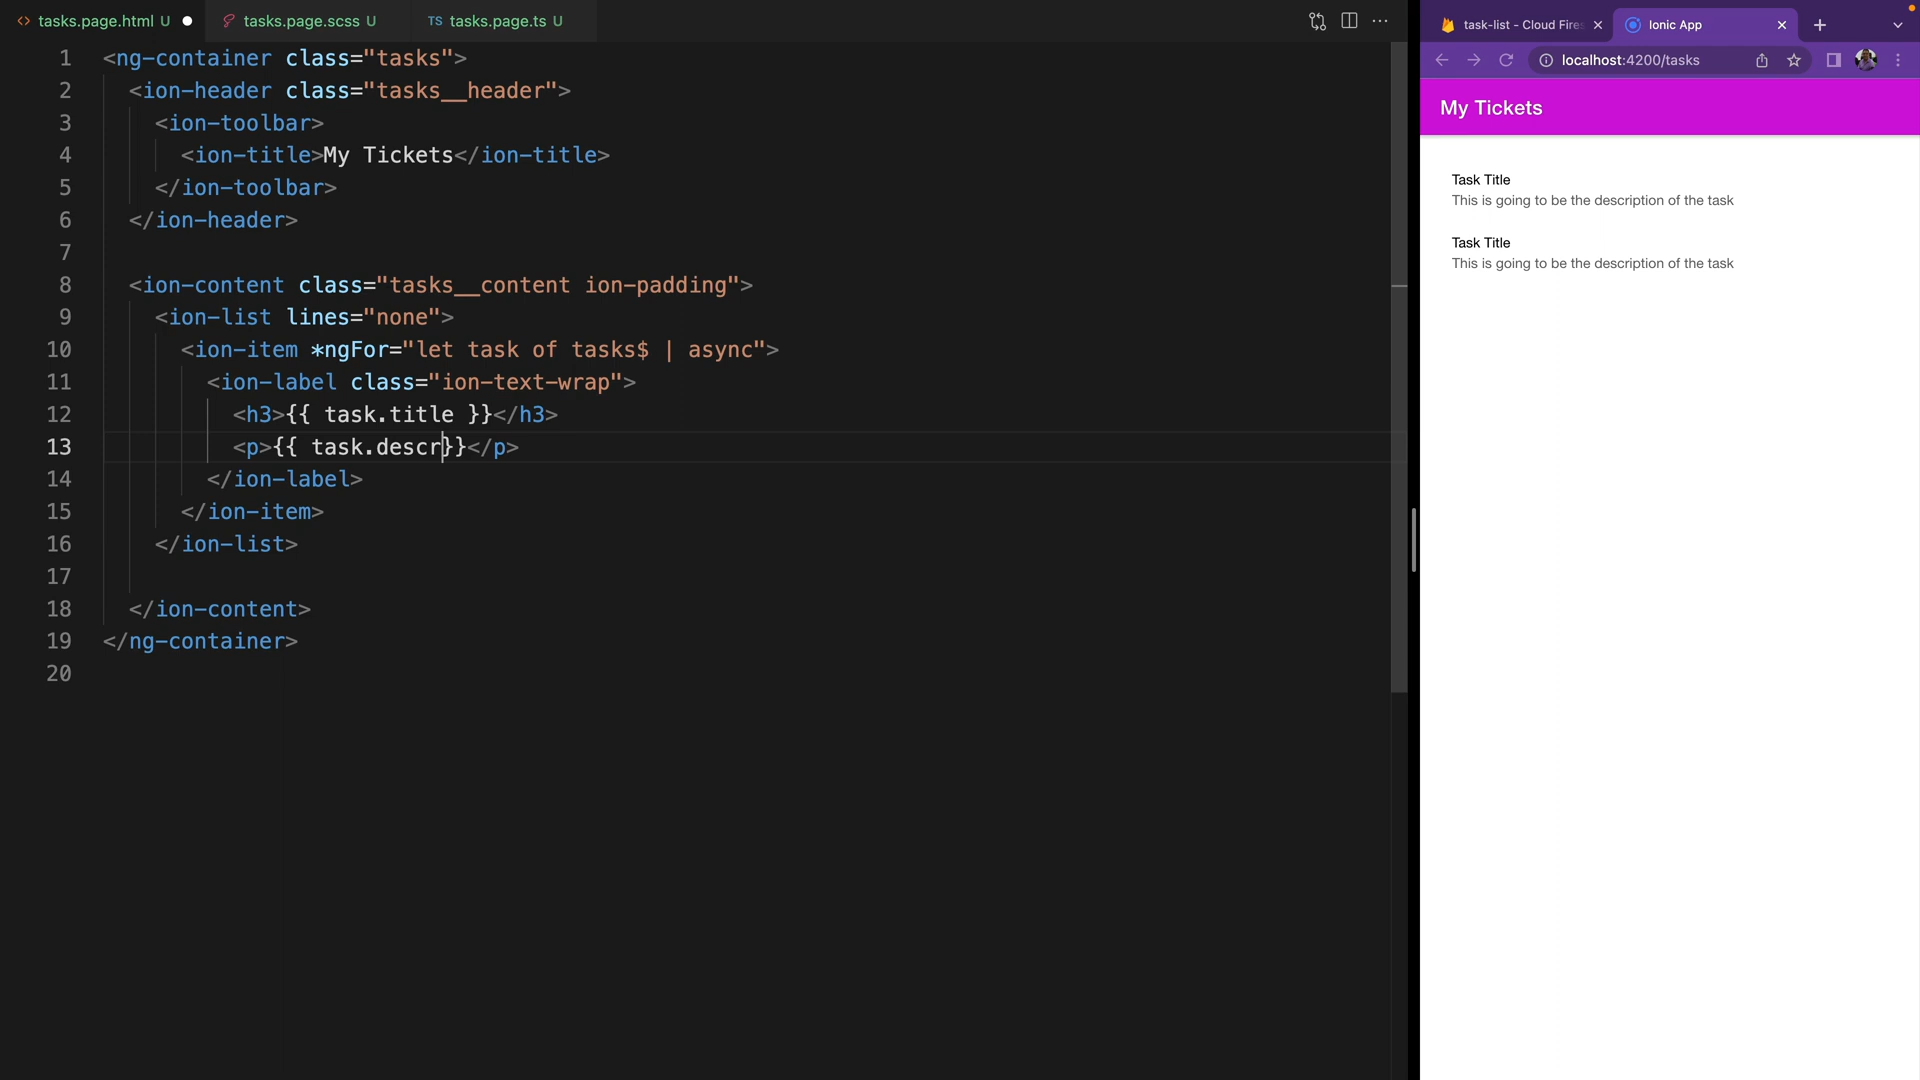 <> tasks.page.html U ●
tasks.page.scss U
TS tasks.page.ts U
1 <ng-container class="tasks">
2 <ion-header class="tasks__header">
3 <ion-toolbar>
4 <ion-title>My Tickets</ion-title>
5 </ion-toolbar>
6 </ion-header>
7
8 <ion-content class="tasks__content ion-padding">
9 <ion-list lines="none">
10 <ion-item *ngFor="let task of tasks$ | async">
11 <ion-label class="ion-text-wrap">
12 <h3>{{ task.title }}</h3>
13 <p>{{ task.descr}}</p>
14 </ion-label>
15 </ion-item>
16 </ion-list>
17
18 </ion-content>
19 </ng-container>
20
task-list - Cloud Fires
Ionic App
localhost:4200/tasks
My Tickets
Task Title
This is going to be the description of the task
Task Title
This is going to be the description of the task